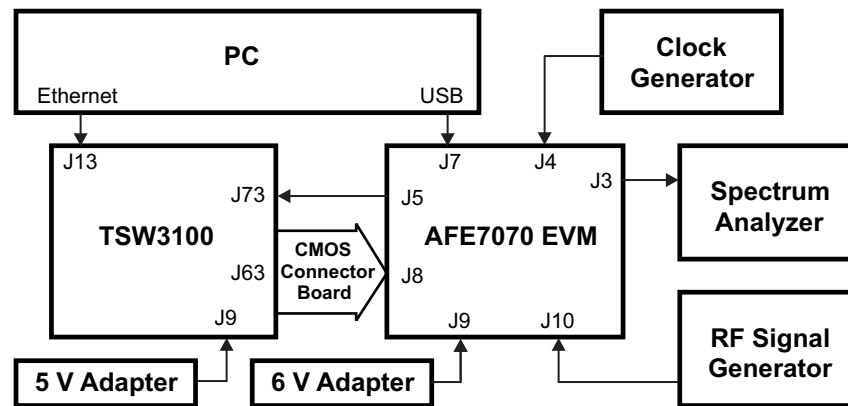 PC
Ethernet
USB
Clock
Generator
J13
J7
J4
J3
J73
J5
TSW3100
AFE7070 EVM
Spectrum
Analyzer
CMOS
Connector
Board
J63
J8
J9
J9
J10
RF Signal
Generator
5 V Adapter
6 V Adapter